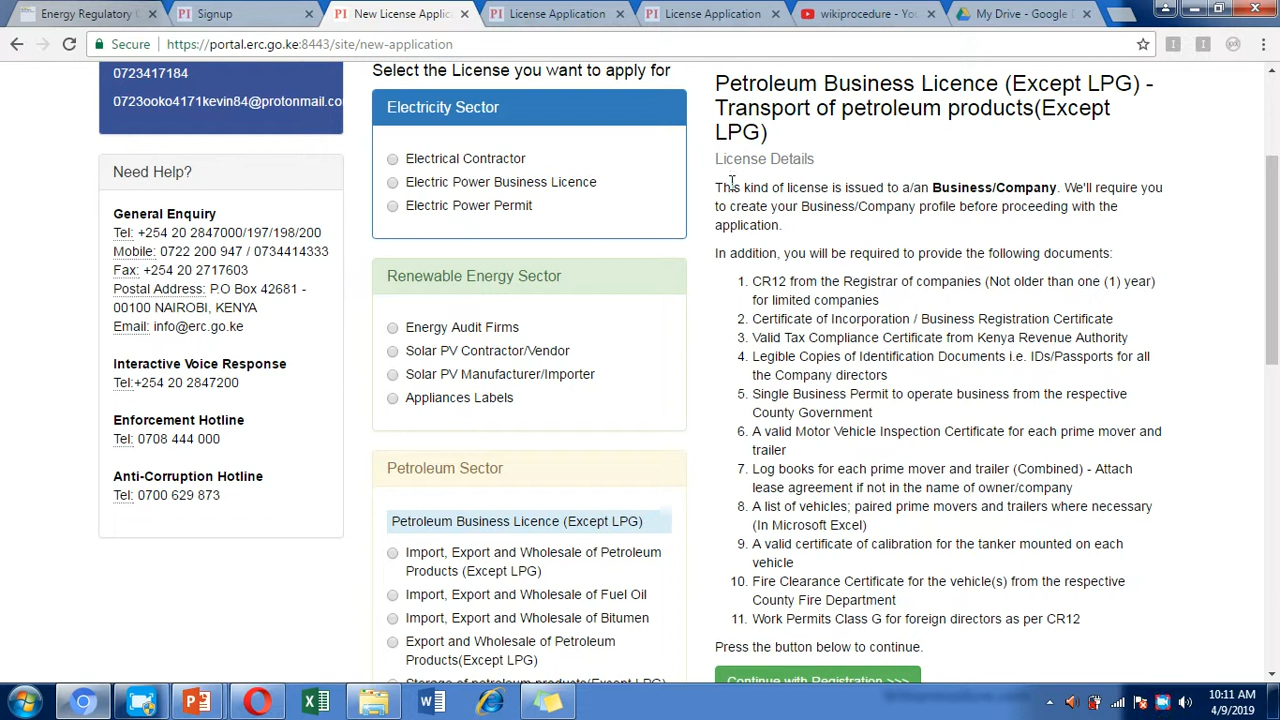 Energy Regulatory C
Signup
New License Applic
License Application
License Application
wikiprocedure - You
My Drive - Google
Secure
https://portal.erc.go.ke:8443/site/new-application
0723417184
0723ooko4171kevin84@protonmail.co
Need Help?
General Enquiry
Tel: +254 20 2847000/197/198/200
Mobile: 0722 200 947 / 0734414333
Fax: +254 20 2717603
Postal Address: P.O Box 42681 -
00100 NAIROBI, KENYA
Email: info@erc.go.ke
Interactive Voice Response
Tel:+254 20 2847200
Enforcement Hotline
Tel: 0708 444 000
Anti-Corruption Hotline
Tel: 0700 629 873
Select the License you want to apply for
Electricity Sector
Electrical Contractor
Electric Power Business Licence
Electric Power Permit
Renewable Energy Sector
Energy Audit Firms
Solar PV Contractor/Vendor
Solar PV Manufacturer/Importer
Appliances Labels
Petroleum Sector
Petroleum Business Licence (Except LPG)
Import, Export and Wholesale of Petroleum
Products (Except LPG)
Import, Export and Wholesale of Fuel Oil
Import, Export and Wholesale of Bitumen
Export and Wholesale of Petroleum
Products(Except LPG)
Storage of petroleum products(Except LPG)
Petroleum Business Licence (Except LPG) -
Transport of petroleum products(Except
LPG)
License Details
This kind of license is issued to a/an Business/Company. We'll require you
to create your Business/Company profile before proceeding with the
application.
In addition, you will be required to provide the following documents:
1. CR12 from the Registrar of companies (Not older than one (1) year)
for limited companies
2. Certificate of Incorporation / Business Registration Certificate
3. Valid Tax Compliance Certificate from Kenya Revenue Authority
4. Legible Copies of Identification Documents i.e. IDs/Passports for all
the Company directors
5. Single Business Permit to operate business from the respective
County Government
6. A valid Motor Vehicle Inspection Certificate for each prime mover and
trailer
7. Log books for each prime mover and trailer (Combined) - Attach
lease agreement if not in the name of owner/company
8. A list of vehicles; paired prime movers and trailers where necessary
(In Microsoft Excel)
9. A valid certificate of calibration for the tanker mounted on each
vehicle
10. Fire Clearance Certificate for the vehicle(s) from the respective
County Fire Department
11. Work Permits Class G for foreign directors as per CR12
Press the button below to continue.
Continue with Registration >>>
10:11 AM
4/9/2019